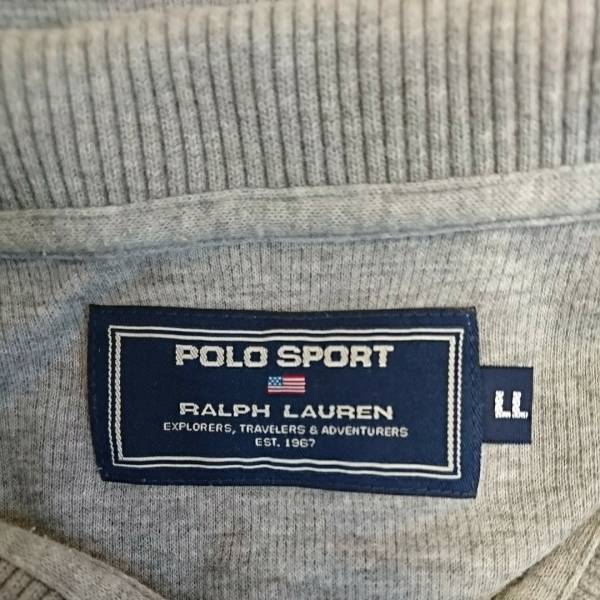 POLO SPORT
RALPH LAUREN
EXPLORERS, TRAVELERS & ADVENTURERS
EST. 1967
LL